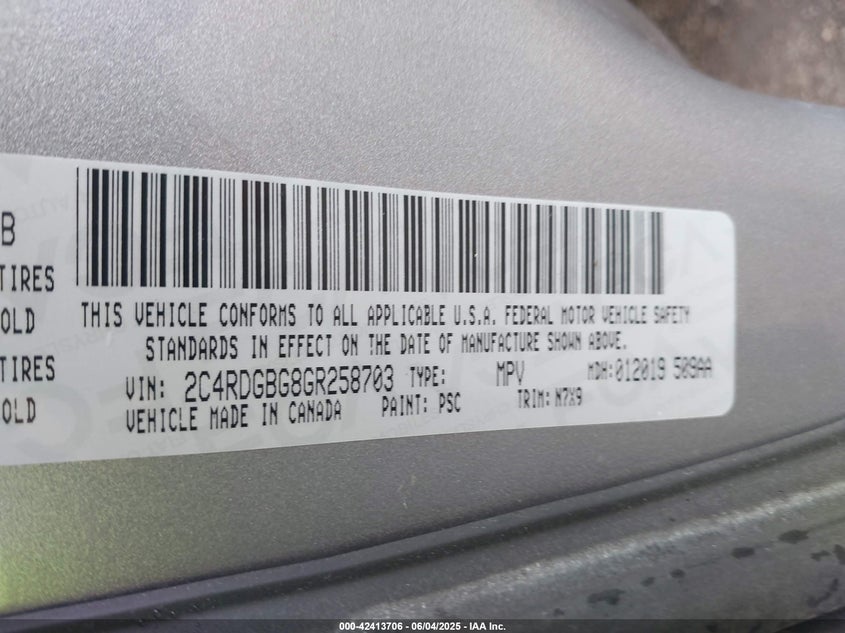 B
TIRES
OLD
TIRES
OLD
THIS VEHICLE CONFORMS TO ALL APPLICABLE U.S.A. FEDERAL MOTOR VEHICLE SAFETY
STANDARDS IN EFFECT ON THE DATE OF MANUFACTURE SHOWN ABOVE.
VIN: 2C4RDGBG8GR258703 TYPE: MPV MDH: 012019 509AA
VEHICLE MADE IN CANADA PAINT: PSC TRIM: N7X9
000-42413706 - 06/04/2025 - IAA Inc.